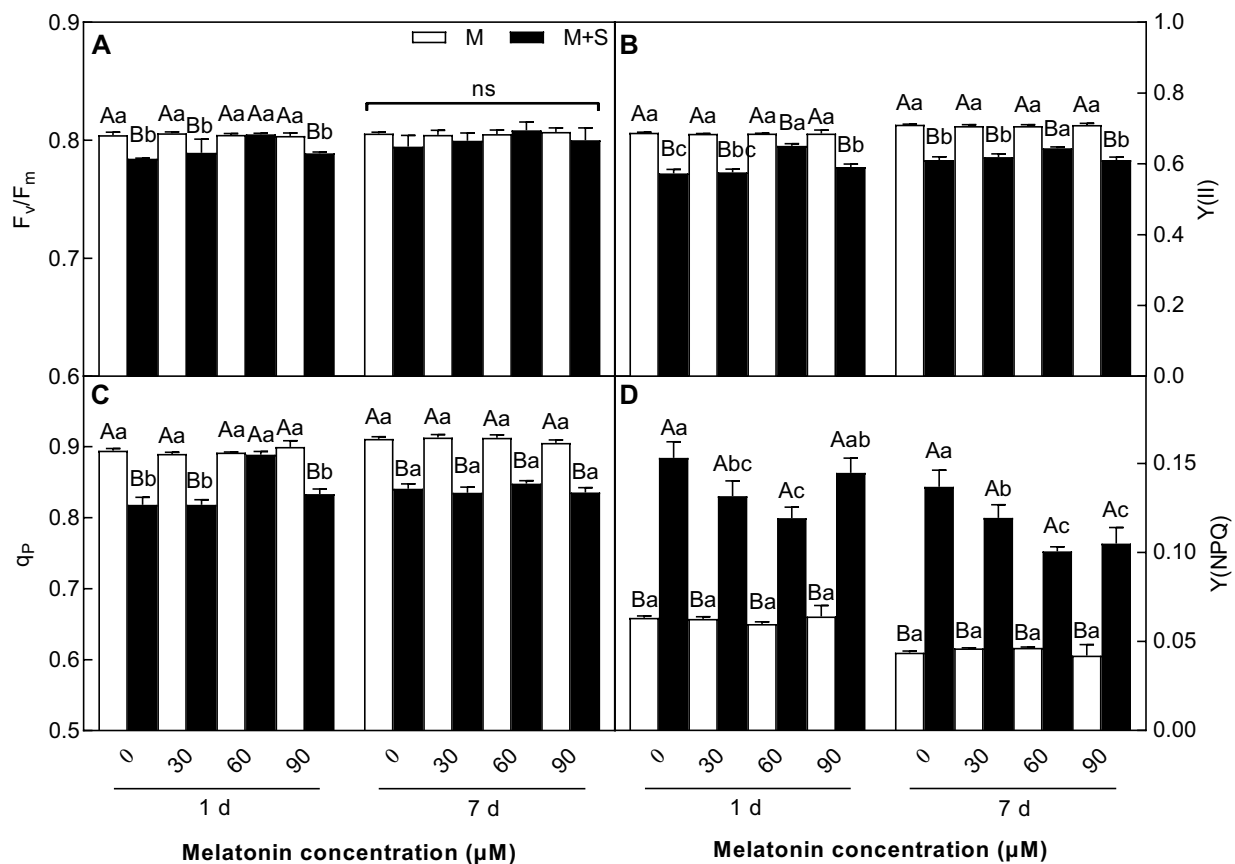 A
M
M+S
B
ns
Aa Bb Aa Bb Aa Aa Aa Bb
Aa Bc Aa Bbc Aa Ba Aa Bb
Aa Bb Aa Bb Aa Ba Aa Bb
0.9
0.8
0.7
0.6
Fv/Fm
1.0
0.8
0.6
0.4
0.2
0.0
Y(II)
C
D
Aa Bb Aa Bb Aa Aa Aa Bb
Aa Ba Aa Ba Aa Ba Aa Ba
Ba Aa Ba Abc Ba Ac Ba Aab
Ba Aa Ba Ab Ba Ac Ba Ac
0.9
0.8
0.7
0.6
0.5
qP
0.15
0.10
0.05
0.00
Y(NPQ)
0 30 60 90 0 30 60 90 0 30 60 90 0 30 60 90
1 d 7 d 1 d 7 d
Melatonin concentration (µM) Melatonin concentration (µM)